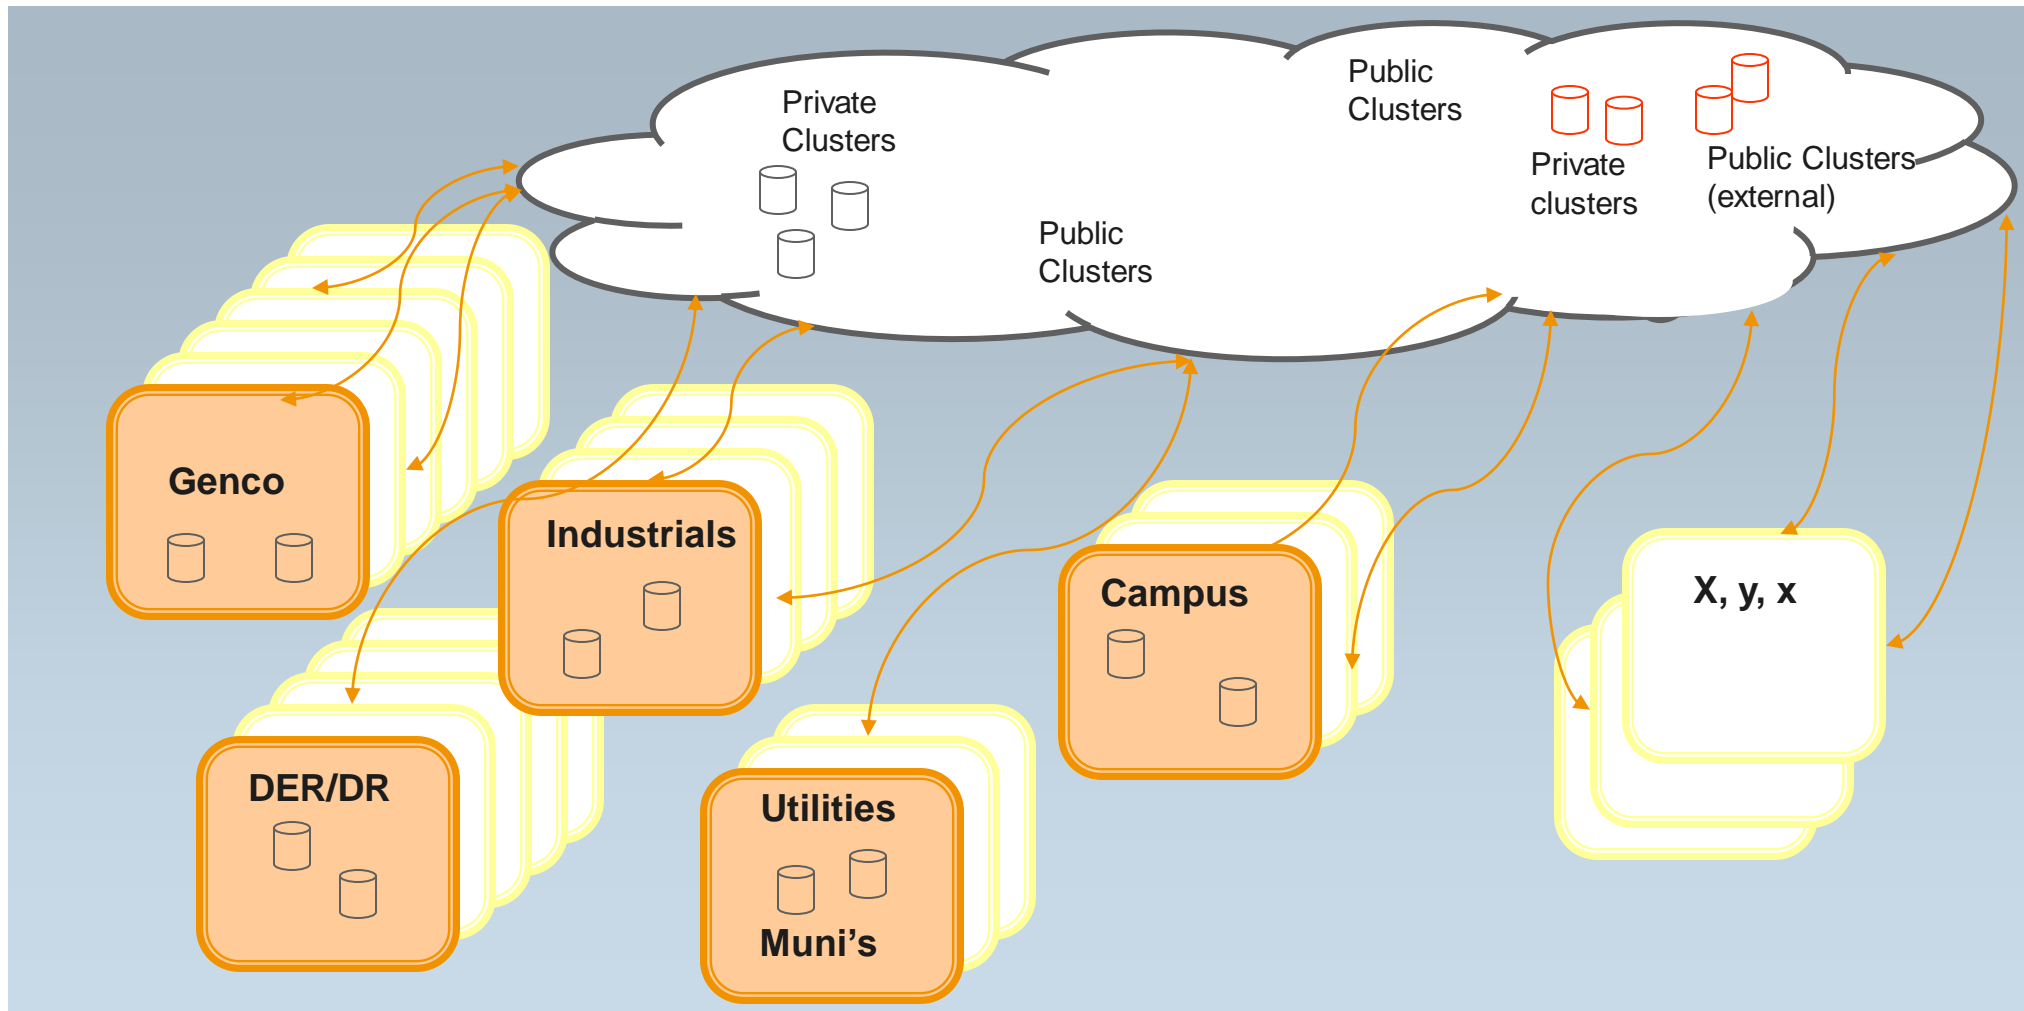 Private
Clusters
Public
Clusters
Public
Clusters
Private
clusters
Public Clusters
(external)
Genco
Industrials
Campus
X, y, x
DER/DR
Utilities
Muni’s